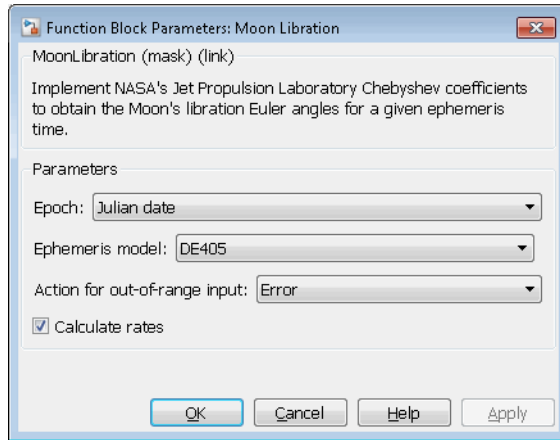 Function Block Parameters: Moon Libration
MoonLibration (mask) (link)
Implement NASA's Jet Propulsion Laboratory Chebyshev coefficients
to obtain the Moon's libration Euler angles for a given ephemeris
time.
Parameters
Epoch: Julian date
Ephemeris model: DE405
Action for out-of-range input: Error
Calculate rates
OK Cancel Help Apply